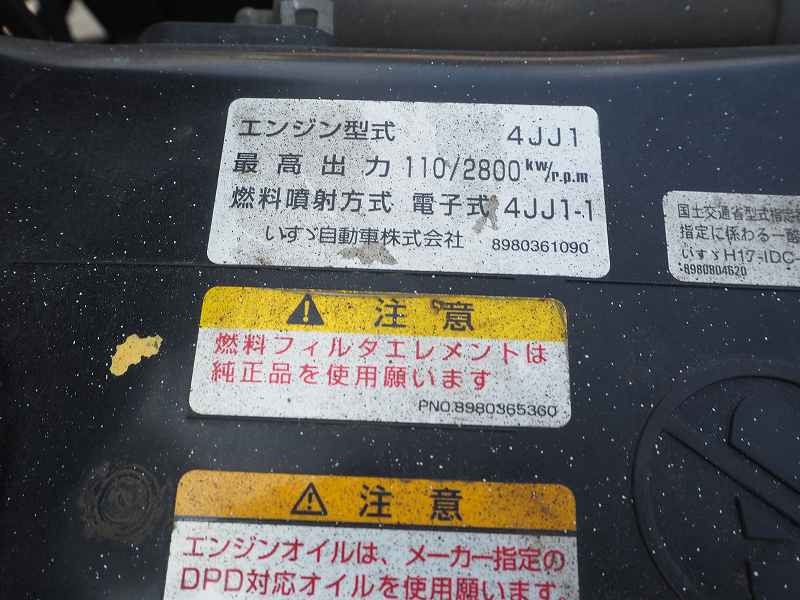 エンジン型式 4JJ1
最高出力 110/2800kw/r.p.m
燃料噴射方式 電子式 4JJ1-1
いすゞ自動車株式会社 8980361090
国土交通省型式指定
指定に係わる一酸
いすゞH17-IDC-
8980804620
注意
燃料フィルタエレメントは
純正品を使用願います
PNO.8980365360
注意
エンジンオイルは、メーカー指定の
DPD対応オイルを使用願います。